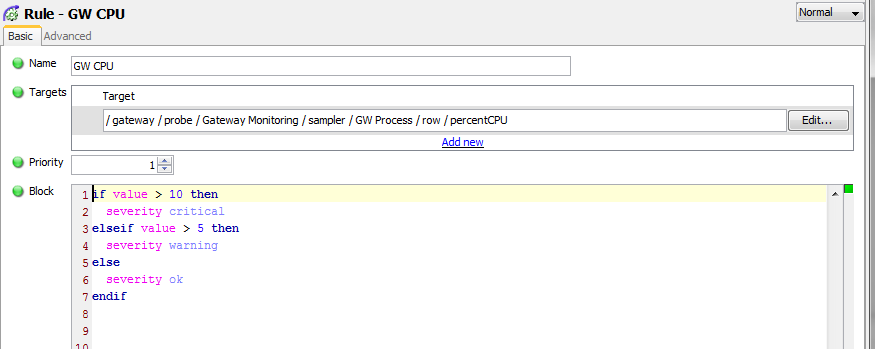 Rule - GW CPU
Normal
Basic Advanced
Name GW CPU
Targets Target
/ gateway / probe / Gateway Monitoring / sampler / GW Process / row / percentCPU Edit...
Add new
Priority 1
Block 1 if value > 10 then
2 severity critical
3 elseif value > 5 then
4 severity warning
5 else
6 severity ok
7 endif
8
9
10